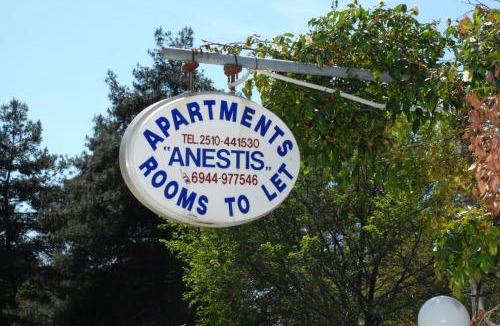 APARTMENTS
TEL.2510-441530
"ANESTIS"
6944-977546
ROOMS TO LET